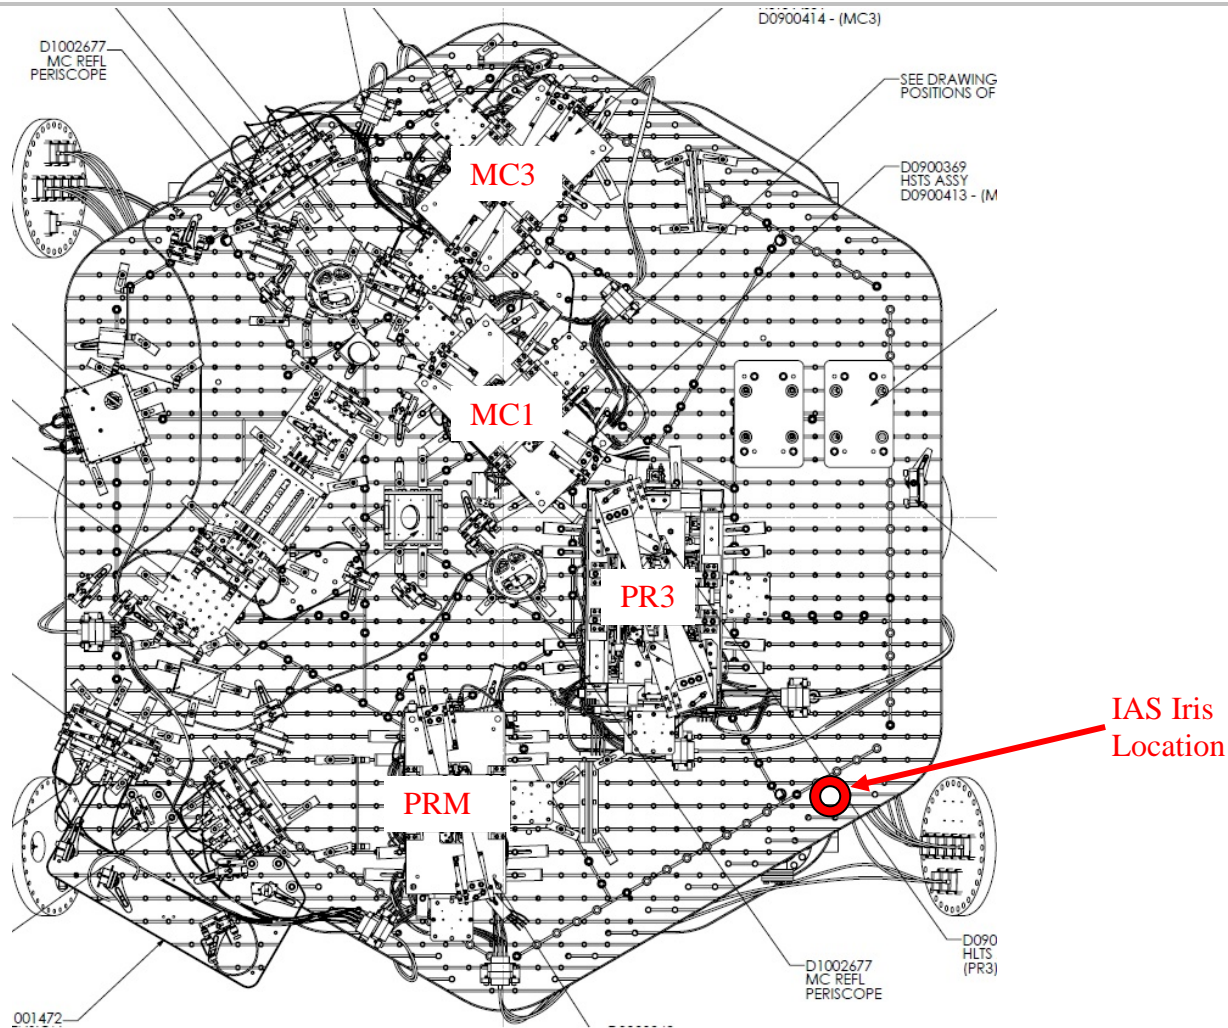 D0900414 - (MC3)
D1002677
MC REFL
PERISCOPE
SEE DRAWING
POSITIONS OF
MC3
D0900369
HSTS ASSY
D0900413 - (M
MC1
PR3
IAS Iris
Location
PRM
D090
HLTS
(PR3)
D1002677
MC REFL
PERISCOPE
001472